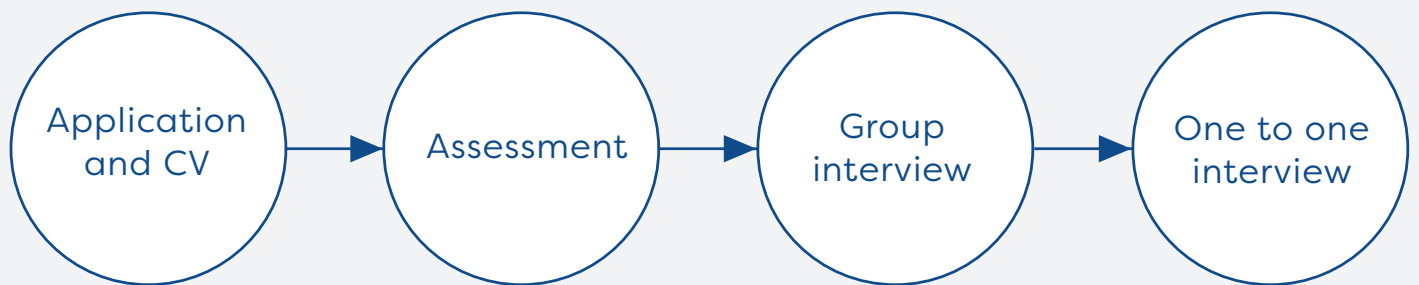 Application
and CV
Assessment
Group
interview
One to one
interview